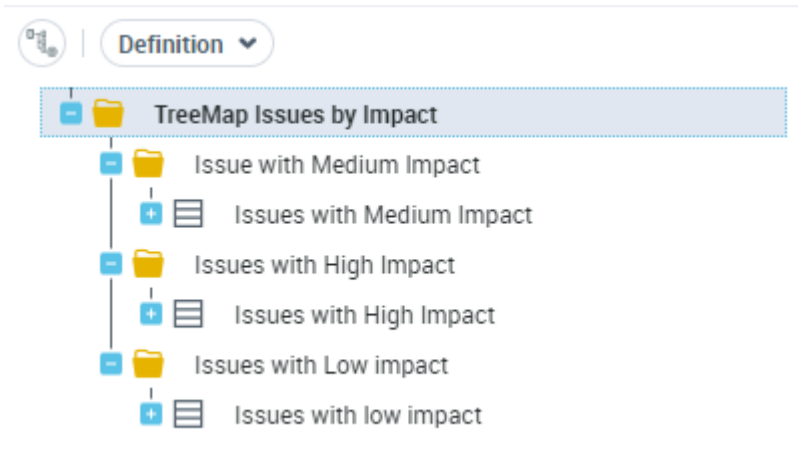 Definition
TreeMap Issues by Impact
Issue with Medium Impact
Issues with Medium Impact
Issues with High Impact
Issues with High Impact
Issues with Low impact
Issues with low impact